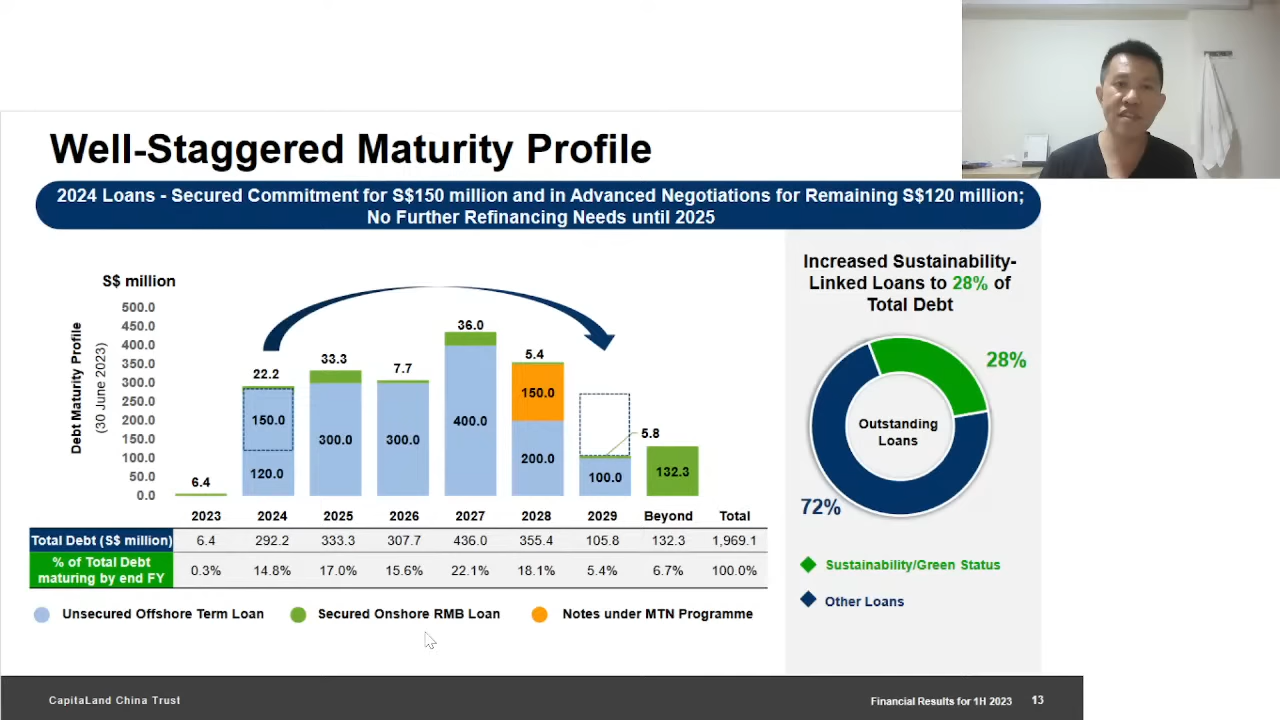 Well-Staggered Maturity Profile
2024 Loans - Secured Commitment for S$150 million and in Advanced Negotiations for Remaining S$120 million;
No Further Refinancing Needs until 2025
S$ million
Debt Maturity Profile
(30 June 2023)
500.0
450.0
400.0
350.0
300.0
250.0
200.0
150.0
100.0
50.0
0.0
6.4
22.2
150.0
120.0
33.3
300.0
7.7
300.0
36.0
400.0
5.4
150.0
200.0
5.8
100.0
132.3
2023 2024 2025 2026 2027 2028 2029 Beyond Total
Total Debt (S$ million) 6.4 292.2 333.3 307.7 436.0 355.4 105.8 132.3 1,969.1
% of Total Debt
maturing by end FY 0.3% 14.8% 17.0% 15.6% 22.1% 18.1% 5.4% 6.7% 100.0%
Unsecured Offshore Term Loan Secured Onshore RMB Loan Notes under MTN Programme
Increased Sustainability-
Linked Loans to 28% of
Total Debt
28%
Outstanding
Loans
72%
Sustainability/Green Status
Other Loans
CapitaLand China Trust
Financial Results for 1H 2023 13